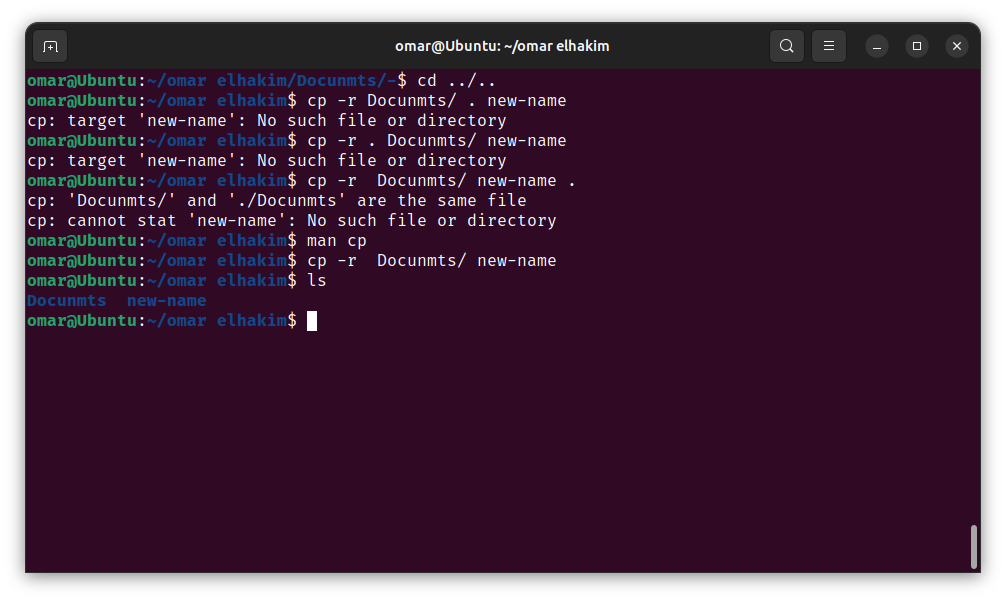 omar@Ubuntu: ~/omar elhakim
omar@Ubuntu:~/omar elhakim/Docunmts/-$ cd ../..
omar@Ubuntu:~/omar elhakim$ cp -r Docunmts/ . new-name
cp: target 'new-name': No such file or directory
omar@Ubuntu:~/omar elhakim$ cp -r . Docunmts/ new-name
cp: target 'new-name': No such file or directory
omar@Ubuntu:~/omar elhakim$ cp -r  Docunmts/ new-name .
cp: 'Docunmts/' and './Docunmts' are the same file
cp: cannot stat 'new-name': No such file or directory
omar@Ubuntu:~/omar elhakim$ man cp
omar@Ubuntu:~/omar elhakim$ cp -r  Docunmts/ new-name
omar@Ubuntu:~/omar elhakim$ ls
Docunmts  new-name
omar@Ubuntu:~/omar elhakim$